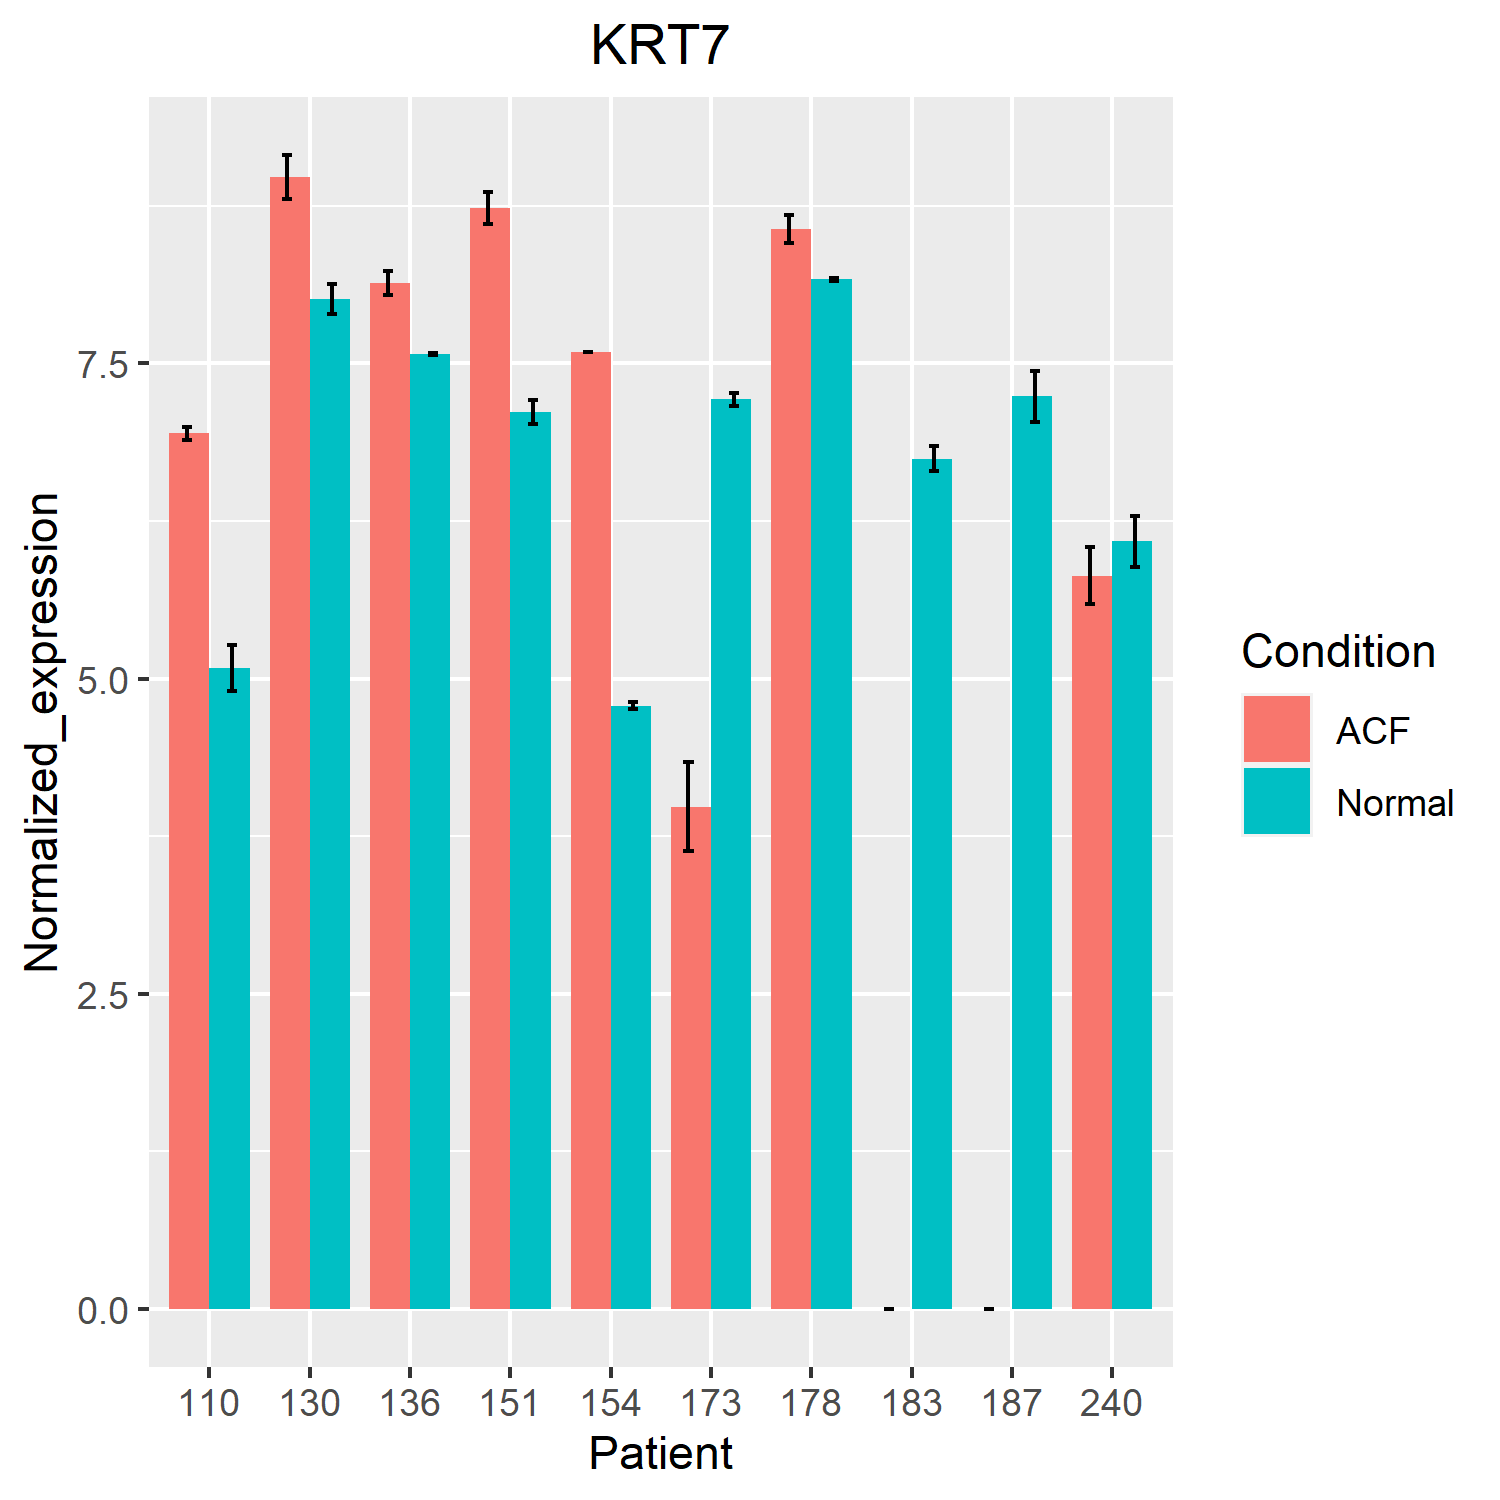 KRT7
Normalized_expression
7.5
5.0
2.5
0.0
110 130 136 151 154 173 178 183 187 240
Patient
Condition
ACF
Normal